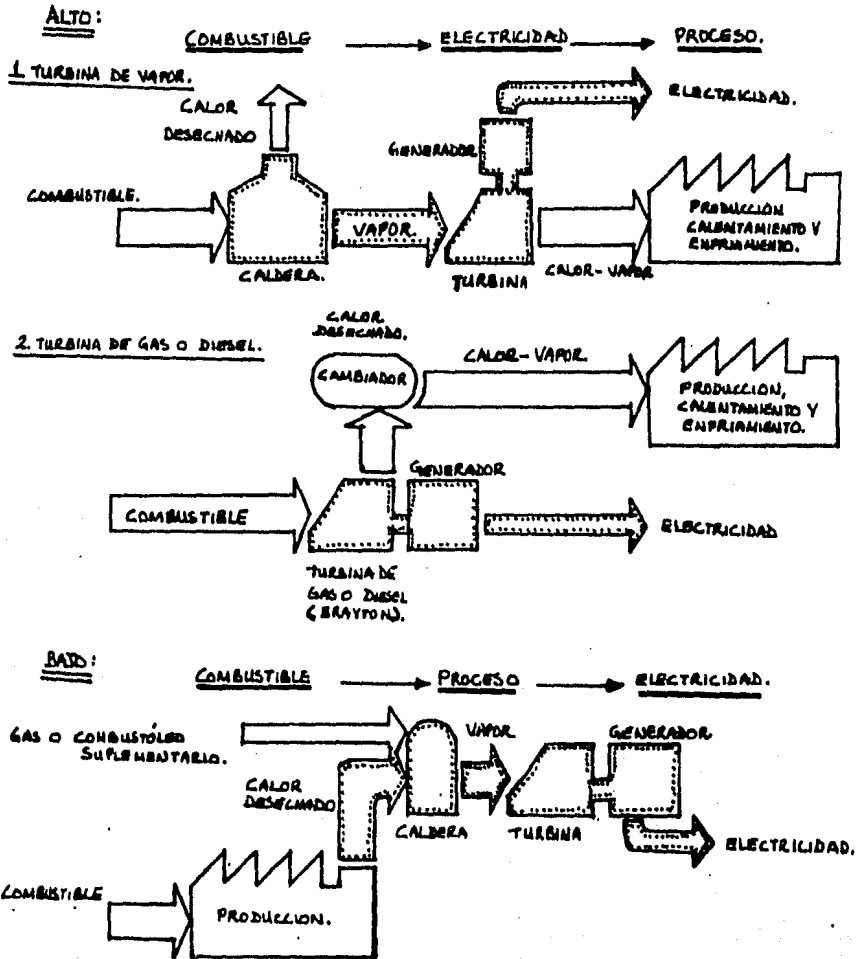 ALTO:
COMBUSTIBLE → ELECTRICIDAD → PROCESO.
1. TURBINA DE VAPOR.
CALOR
DESECHADO
ELECTRICIDAD.
GENERADOR
COMBUSTIBLE.
VAPOR.
PRODUCCION
CALENTAMIENTO Y
ENFRIAMIENTO.
CALDERA.
TURBINA
CALOR-VAPOR
2. TURBINA DE GAS O DIESEL.
CALOR
DESECHADO.
CAMBIADOR
CALOR-VAPOR.
PRODUCCION,
CALENTAMIENTO Y
ENFRIAMIENTO.
GENERADOR
COMBUSTIBLE
ELECTRICIDAD
TURBINA DE
GAS O DIESEL
(BRAYTON).
BAJO:
COMBUSTIBLE → PROCESO → ELECTRICIDAD.
GAS O COMBUSTÓLEO
SUPLEMENTARIO.
VAPOR
GENERADOR
CALOR
DESECHADO
CALDERA
TURBINA
ELECTRICIDAD.
COMBUSTIBLE
PRODUCCION.